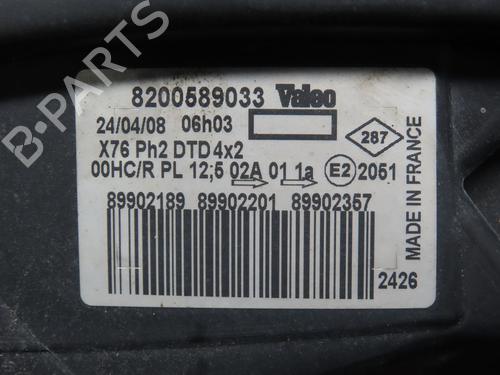 B-PARTS
8200589033 Valeo
24/04/08 06h03
287
X76 Ph2 DTD 4x2
00HC/R PL 12;5 02A 01 1a E2 2051
89902189 89902201 89902357
2426
MADE IN FRANCE